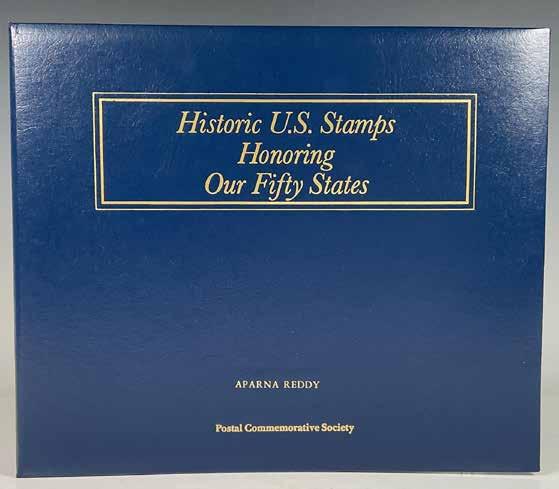 Historic U.S. Stamps
Honoring
Our Fifty States
APARNA REDDY
Postal Commemorative Society